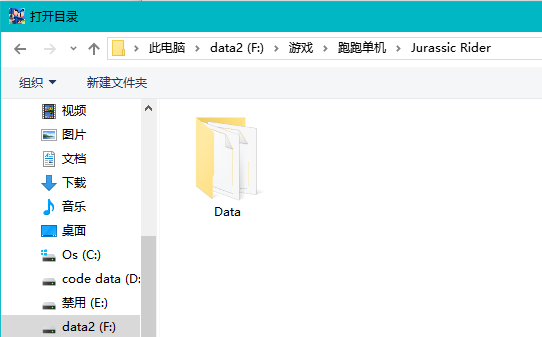 打开目录
此电脑 > data2 (F:) > 游戏 > 跑跑单机 > Jurassic Rider
组织 新建文件夹
视频
图片
文档
下载
音乐
桌面
Os (C:)
code data (D:
禁用 (E:)
data2 (F:)
Data